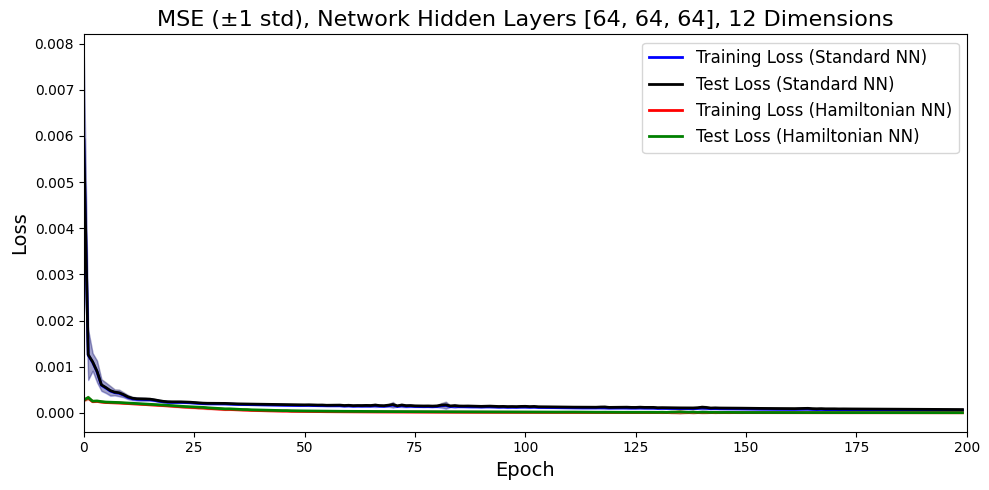 MSE (±1 std), Network Hidden Layers [64, 64, 64], 12 Dimensions
Training Loss (Standard NN)
Test Loss (Standard NN)
Training Loss (Hamiltonian NN)
Test Loss (Hamiltonian NN)
Loss
0.008
0.007
0.006
0.005
0.004
0.003
0.002
0.001
0.000
0 25 50 75 100 125 150 175 200
Epoch